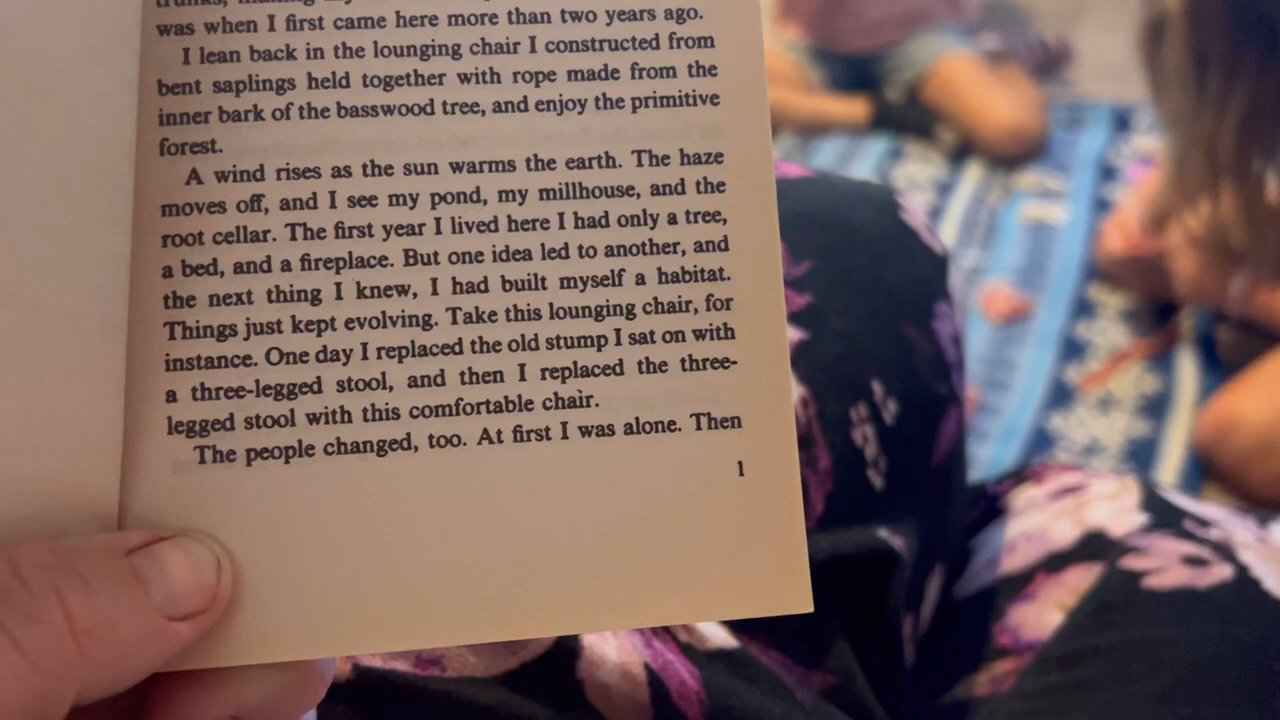 was when I first came here more than two years ago.
I lean back in the lounging chair I constructed from
bent saplings held together with rope made from the
inner bark of the basswood tree, and enjoy the primitive
forest.
A wind rises as the sun warms the earth. The haze
moves off, and I see my pond, my millhouse, and the
root cellar. The first year I lived here I had only a tree,
a bed, and a fireplace. But one idea led to another, and
the next thing I knew, I had built myself a habitat.
Things just kept evolving. Take this lounging chair, for
instance. One day I replaced the old stump I sat on with
a three-legged stool, and then I replaced the three-
legged stool with this comfortable chair.
The people changed, too. At first I was alone. Then
1